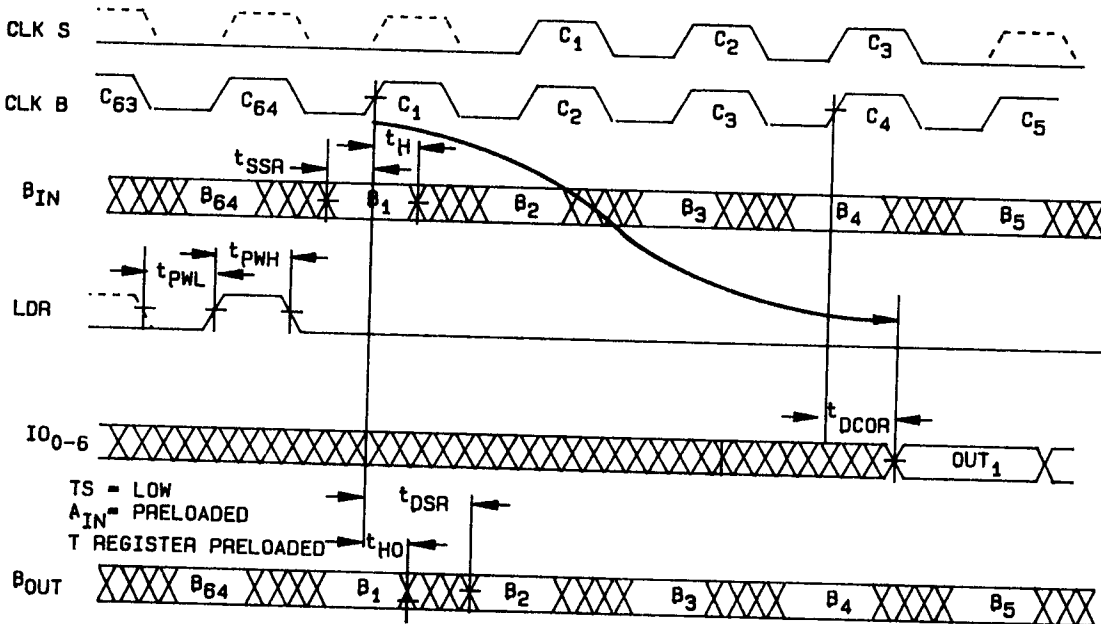 CLK S C1 C2 C3
CLK B C63 C64 C1 C2 C3 C4 C5
tSSR tH
BIN B64 B1 B2 B3 B4 B5
tPWL tPWH
LDR
tDCOR
IO0-6 OUT1
TS = LOW
AIN = PRELOADED
T REGISTER PRELOADED
tDSR
tHO
BOUT B64 B1 B2 B3 B4 B5